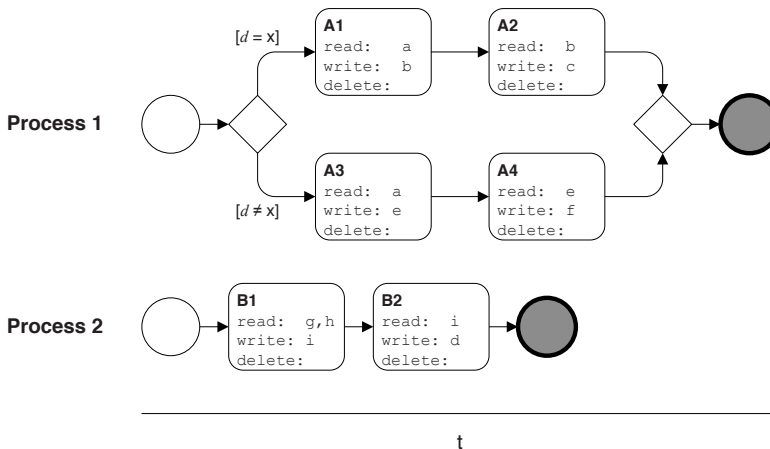 [d = x]
A1
read: a
write: b
delete:
A2
read: b
write: c
delete:
Process 1
[d ≠ x]
A3
read: a
write: e
delete:
A4
read: e
write: f
delete:
Process 2
B1
read: g,h
write: i
delete:
B2
read: i
write: d
delete:
t